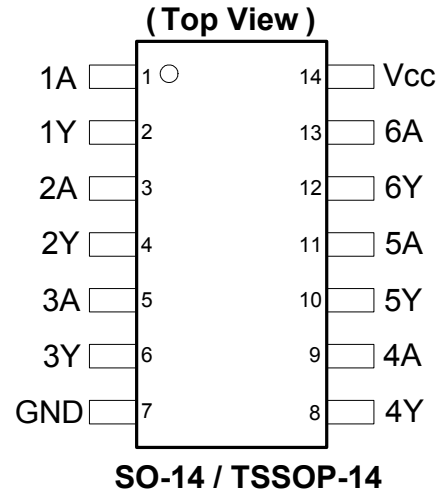 (Top View)
1A 1 14 Vcc
1Y 2 13 6A
2A 3 12 6Y
2Y 4 11 5A
3A 5 10 5Y
3Y 6 9 4A
GND 7 8 4Y
SO-14 / TSSOP-14